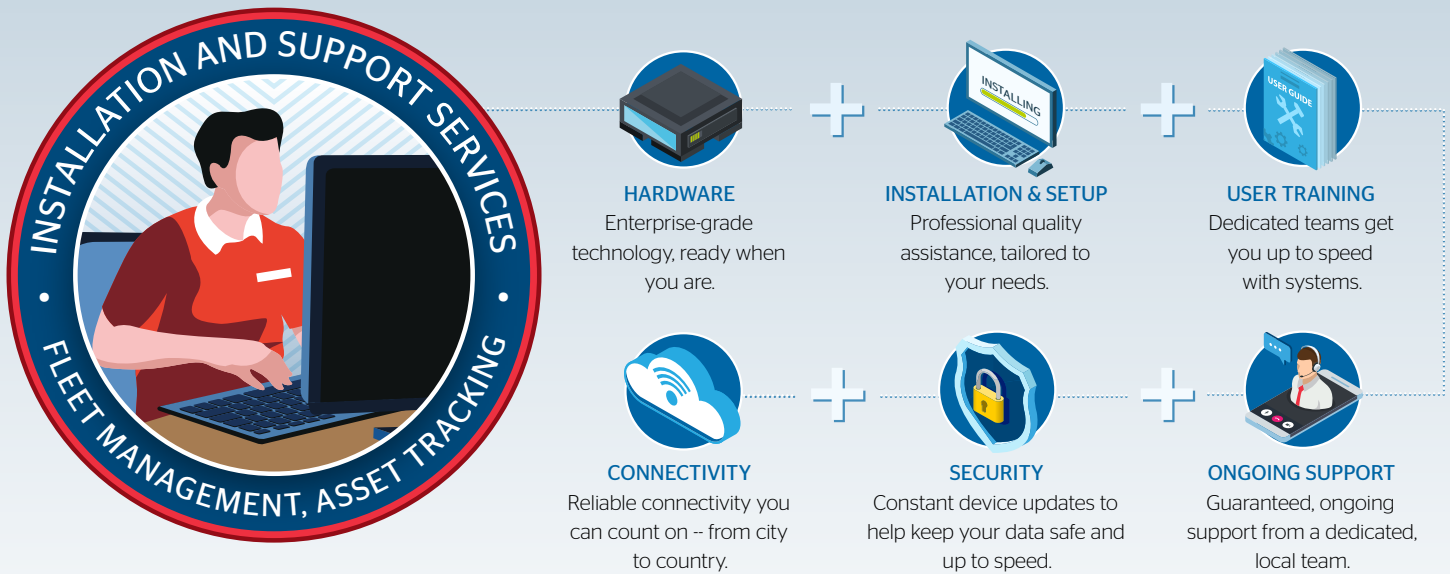 INSTALLATION AND SUPPORT SERVICES
FLEET MANAGEMENT, ASSET TRACKING
HARDWARE
Enterprise-grade
technology, ready when
you are.
INSTALLING
INSTALLATION & SETUP
Professional quality
assistance, tailored to
your needs.
USER GUIDE
USER TRAINING
Dedicated teams get
you up to speed
with systems.
CONNECTIVITY
Reliable connectivity you
can count on -- from city
to country.
SECURITY
Constant device updates to
help keep your data safe and
up to speed.
ONGOING SUPPORT
Guaranteed, ongoing
support from a dedicated,
local team.